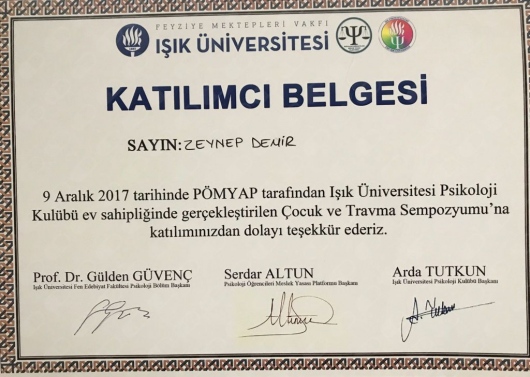 FEYZİYE MEKTEPLERİ VAKFI
IŞIK ÜNİVERSİTESİ
KATILIMCI BELGESİ
SAYIN: ZEYNEP DEMİR
9 Aralık 2017 tarihinde PÖMYAP tarafından Işık Üniversitesi Psikoloji
Kulübü ev sahipliğinde gerçekleştirilen Çocuk ve Travma Sempozyumu’na
katılımınızdan dolayı teşekkür ederiz.
Prof. Dr. Gülden GÜVENÇ Serdar ALTUN Arda TUTKUN
Işık Üniversitesi Fen Edebiyat Fakültesi Psikoloji Bölüm Başkanı Psikoloji Öğrencileri Meslek Yasası Platformu Başkanı Işık Üniversitesi Psikoloji Kulübü Başkanı